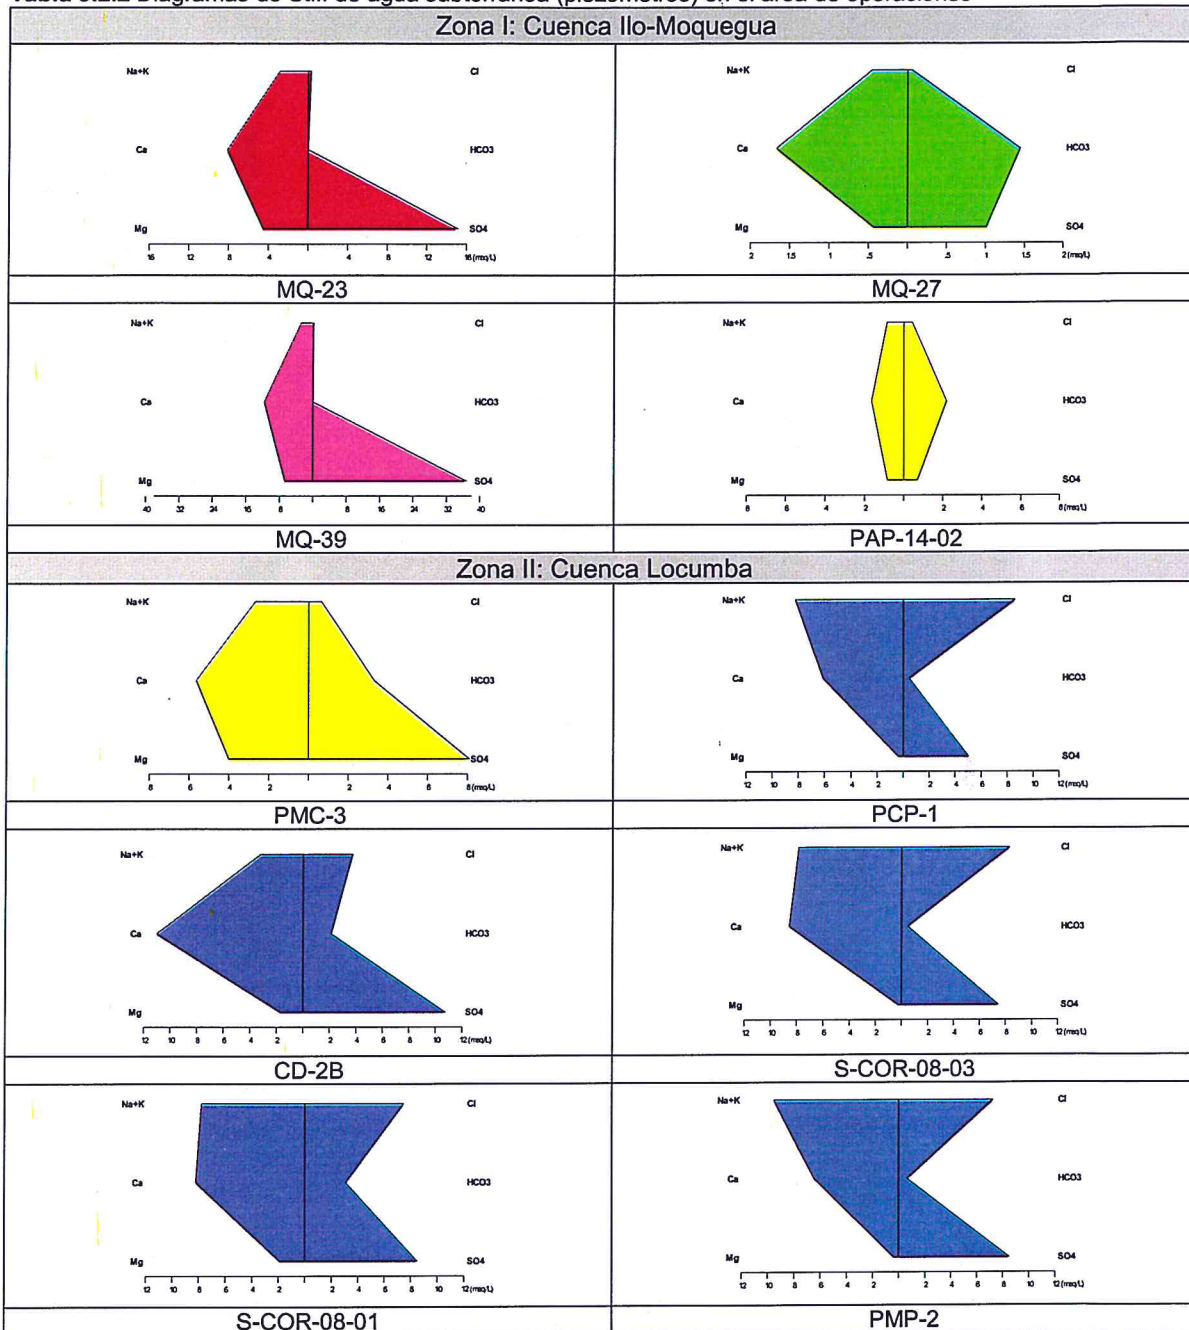 Zona I: Cuenca Ilo-Moquegua
Na+K Cl
Ca HCO3
Mg SO4
16 12 8 4 4 8 12 16 (meq/L)
MQ-23
Na+K Cl
Ca HCO3
Mg SO4
2 1.5 1 .5 .5 1 1.5 2 (meq/L)
MQ-27
Na+K Cl
Ca HCO3
Mg SO4
40 32 24 16 8 8 16 24 32 40
MQ-39
Na+K Cl
Ca HCO3
Mg SO4
8 6 4 2 2 4 6 8 (meq/L)
PAP-14-02
Zona II: Cuenca Locumba
Na+K Cl
Ca HCO3
Mg SO4
8 6 4 2 2 4 6 8 (meq/L)
PMC-3
Na+K Cl
Ca HCO3
Mg SO4
12 10 8 6 4 2 2 4 6 8 10 12 (meq/L)
PCP-1
Na+K Cl
Ca HCO3
Mg SO4
12 10 8 6 4 2 2 4 6 8 10 12 (meq/L)
CD-2B
Na+K Cl
Ca HCO3
Mg SO4
12 10 8 6 4 2 2 4 6 8 10 12 (meq/L)
S-COR-08-03
Na+K Cl
Ca HCO3
Mg SO4
12 10 8 6 4 2 2 4 6 8 10 12 (meq/L)
S-COR-08-01
Na+K Cl
Ca HCO3
Mg SO4
12 10 8 6 4 2 2 4 6 8 10 12 (meq/L)
PMP-2